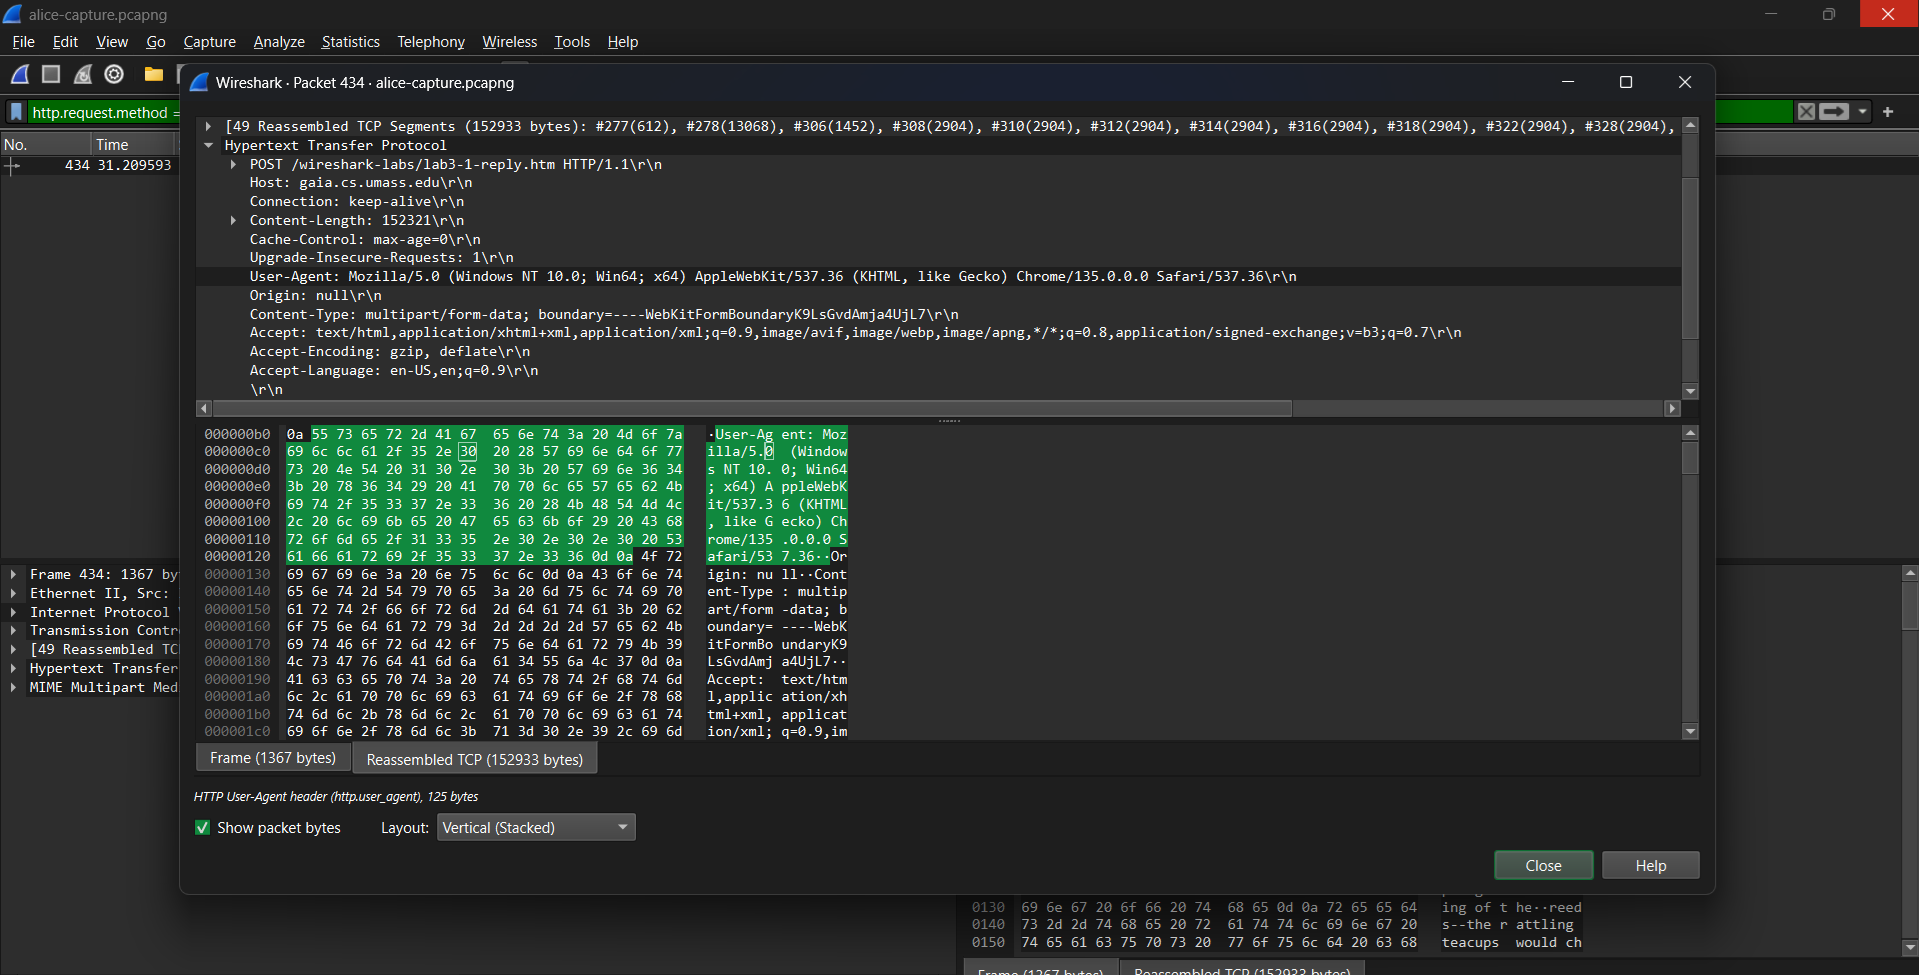 alice-capture.pcapng
File Edit View Go Capture Analyze Statistics Telephony Wireless Tools Help
Wireshark · Packet 434 · alice-capture.pcapng
http.request.method =
No. Time
434 31.209593
[49 Reassembled TCP Segments (152933 bytes): #277(612), #278(13068), #306(1452), #308(2904), #310(2904), #312(2904), #314(2904), #316(2904), #318(2904), #322(2904), #328(2904),
Hypertext Transfer Protocol
POST /wireshark-labs/lab3-1-reply.htm HTTP/1.1\r\n
Host: gaia.cs.umass.edu\r\n
Connection: keep-alive\r\n
Content-Length: 152321\r\n
Cache-Control: max-age=0\r\n
Upgrade-Insecure-Requests: 1\r\n
User-Agent: Mozilla/5.0 (Windows NT 10.0; Win64; x64) AppleWebKit/537.36 (KHTML, like Gecko) Chrome/135.0.0.0 Safari/537.36\r\n
Origin: null\r\n
Content-Type: multipart/form-data; boundary=----WebKitFormBoundaryK9LsGvdAmja4UjL7\r\n
Accept: text/html,application/xhtml+xml,application/xml;q=0.9,image/avif,image/webp,image/apng,*/*;q=0.8,application/signed-exchange;v=b3;q=0.7\r\n
Accept-Encoding: gzip, deflate\r\n
Accept-Language: en-US,en;q=0.9\r\n
\r\n
000000b0 0a 55 73 65 72 2d 41 67 65 6e 74 3a 20 4d 6f 7a ·User-Ag ent: Moz
000000c0 69 6c 6c 61 2f 35 2e 30 20 28 57 69 6e 64 6f 77 illa/5.0 (Window
000000d0 73 20 4e 54 20 31 30 2e 30 3b 20 57 69 6e 36 34 s NT 10. 0; Win64
000000e0 3b 20 78 36 34 29 20 41 70 70 6c 65 57 65 62 4b ; x64) A ppleWebK
000000f0 69 74 2f 35 33 37 2e 33 36 20 28 4b 48 54 4d 4c it/537.3 6 (KHTML
00000100 2c 20 6c 69 6b 65 20 47 65 63 6b 6f 29 20 43 68 , like G ecko) Ch
00000110 72 6f 6d 65 2f 31 33 35 2e 30 2e 30 2e 30 20 53 rome/135 .0.0.0 S
00000120 61 66 61 72 69 2f 35 33 37 2e 33 36 0d 0a 4f 72 afari/53 7.36··Or
00000130 69 67 69 6e 3a 20 6e 75 6c 6c 0d 0a 43 6f 6e 74 igin: nu ll··Cont
00000140 65 6e 74 2d 54 79 70 65 3a 20 6d 75 6c 74 69 70 ent-Type : multip
00000150 61 72 74 2f 66 6f 72 6d 2d 64 61 74 61 3b 20 62 art/form -data; b
00000160 6f 75 6e 64 61 72 79 3d 2d 2d 2d 2d 57 65 62 4b oundary= ----WebK
00000170 69 74 46 6f 72 6d 42 6f 75 6e 64 61 72 79 4b 39 itFormBo undaryK9
00000180 4c 73 47 76 64 41 6d 6a 61 34 55 6a 4c 37 0d 0a LsGvdAmj a4UjL7··
00000190 41 63 63 65 70 74 3a 20 74 65 78 74 2f 68 74 6d Accept: text/htm
000001a0 6c 2c 61 70 70 6c 69 63 61 74 69 6f 6e 2f 78 68 l,applic ation/xh
000001b0 74 6d 6c 2b 78 6d 6c 2c 61 70 70 6c 69 63 61 74 tml+xml, applicat
000001c0 69 6f 6e 2f 78 6d 6c 3b 71 3d 30 2e 39 2c 69 6d ion/xml; q=0.9,im
Frame 434: 1367 by
Ethernet II, Src:
Internet Protocol
Transmission Contr
[49 Reassembled TC
Hypertext Transfer
MIME Multipart Med
Frame (1367 bytes) Reassembled TCP (152933 bytes)
HTTP User-Agent header (http.user_agent), 125 bytes
Show packet bytes Layout: Vertical (Stacked)
Close Help
0130 69 6e 67 20 6f 66 20 74 68 65 0d 0a 72 65 65 64 ing of t he··reed
0140 73 2d 2d 74 68 65 20 72 61 74 74 6c 69 6e 67 20 s--the r attling
0150 74 65 61 63 75 70 73 20 77 6f 75 6c 64 20 63 68 teacups would ch
Frame (1367 bytes) Reassembled TCP (152933 bytes)